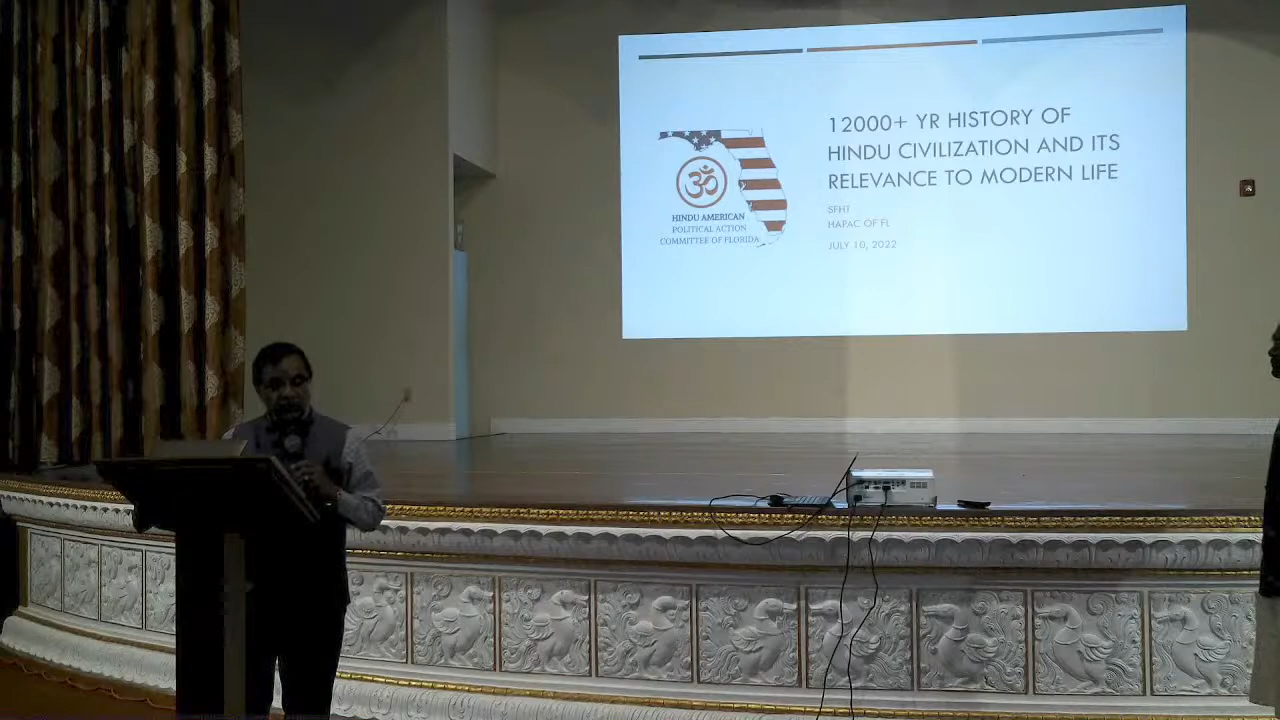 12000+ YR HISTORY OF
HINDU CIVILIZATION AND ITS
RELEVANCE TO MODERN LIFE
SFHT
HAPAC OF FL
JULY 10, 2022
ॐ
HINDU AMERICAN
POLITICAL ACTION
COMMITTEE OF FLORIDA